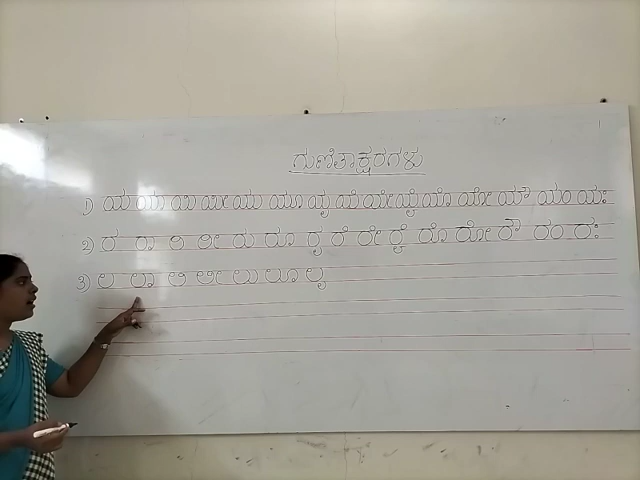 ಗುಣಿತಾಕ್ಷರಗಳು
೧) ಯ ಯಾ ಯಿ ಯೀ ಯು ಯೂ ಯೃ ಯೆ ಯೇ ಯೈ ಯೊ ಯೋ ಯೌ ಯಂ ಯಃ
೨) ರ ರಾ ರಿ ರೀ ರು ರೂ ರೃ ರೆ ರೇ ರೈ ರೊ ರೋ ರೌ ರಂ ರಃ
೩) ಲ ಲಾ ಲಿ ಲೀ ಲು ಲೂ ಲೃ